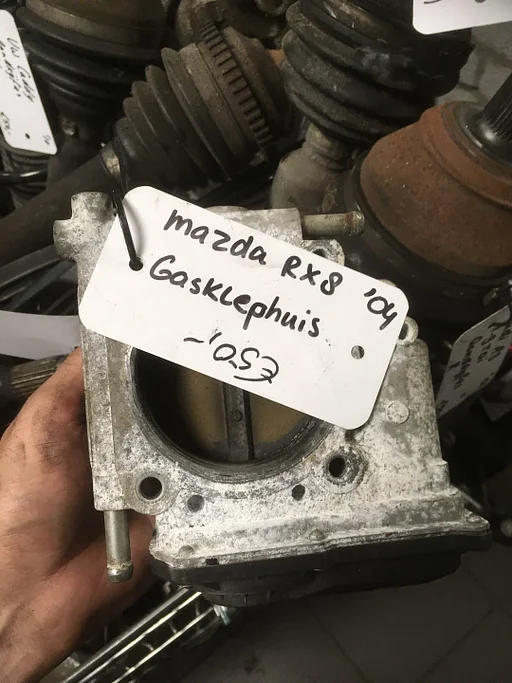 mazda RX8 '04
Gasklephuis
€50,-